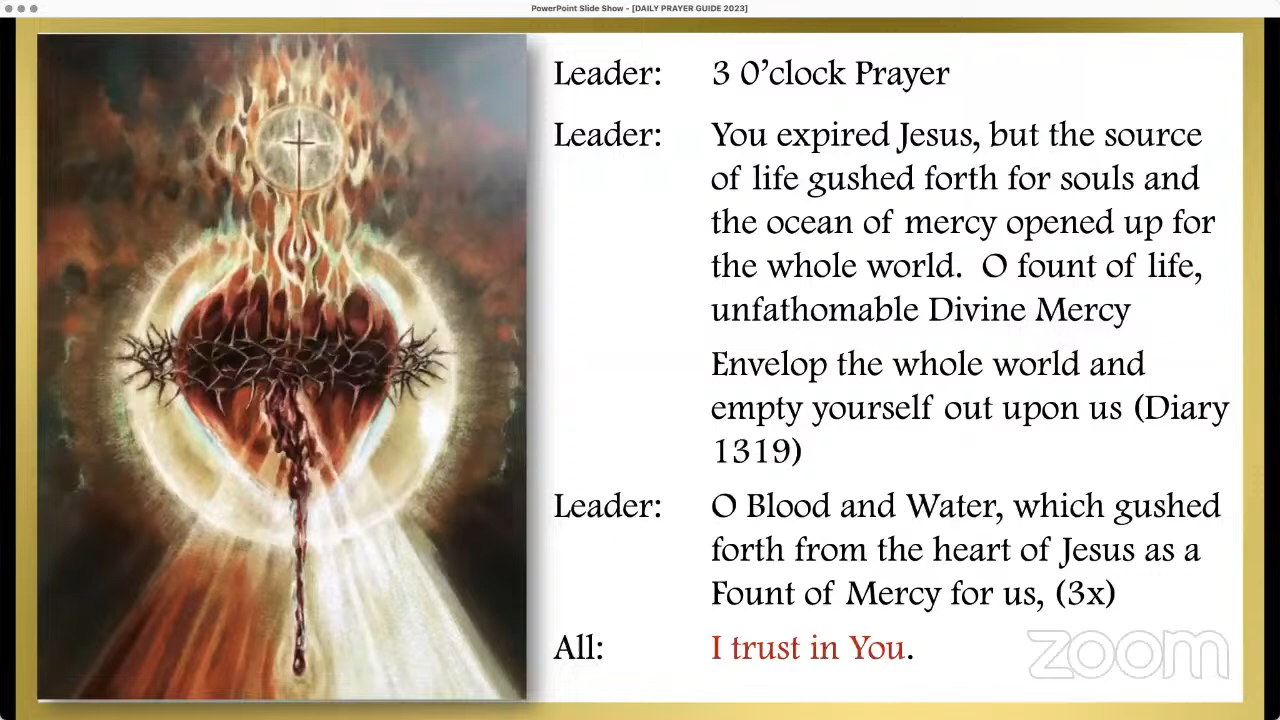 PowerPoint Slide Show - [DAILY PRAYER GUIDE 2023]
Leader: 3 O'clock Prayer
Leader: You expired Jesus, but the source
of life gushed forth for souls and
the ocean of mercy opened up for
the whole world. O fount of life,
unfathomable Divine Mercy
Envelop the whole world and
empty yourself out upon us (Diary
1319)
Leader: O Blood and Water, which gushed
forth from the heart of Jesus as a
Fount of Mercy for us, (3x)
All: I trust in You.
zoom